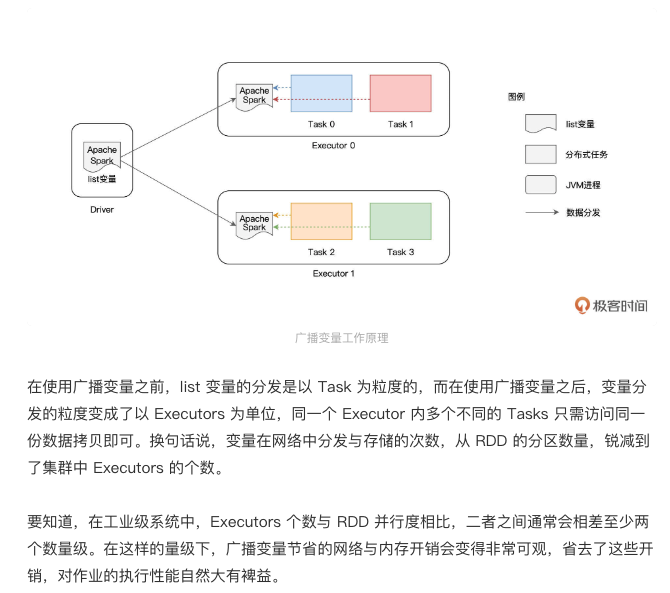 Apache
Spark
Task 0
Task 1
Executor 0
Apache
Spark
list变量
Driver
Apache
Spark
Task 2
Task 3
Executor 1
图例
list变量
分布式任务
JVM进程
数据分发
极客时间
广播变量工作原理
在使用广播变量之前，list 变量的分发是以 Task 为粒度的，而在使用广播变量之后，变量分
发的粒度变成了以 Executors 为单位，同一个 Executor 内多个不同的 Tasks 只需访问同一
份数据拷贝即可。换句话说，变量在网络中分发与存储的次数，从 RDD 的分区数量，锐减到
了集群中 Executors 的个数。
要知道，在工业级系统中，Executors 个数与 RDD 并行度相比，二者之间通常会相差至少两
个数量级。在这样的量级下，广播变量节省的网络与内存开销会变得非常可观，省去了这些开
销，对作业的执行性能自然大有裨益。